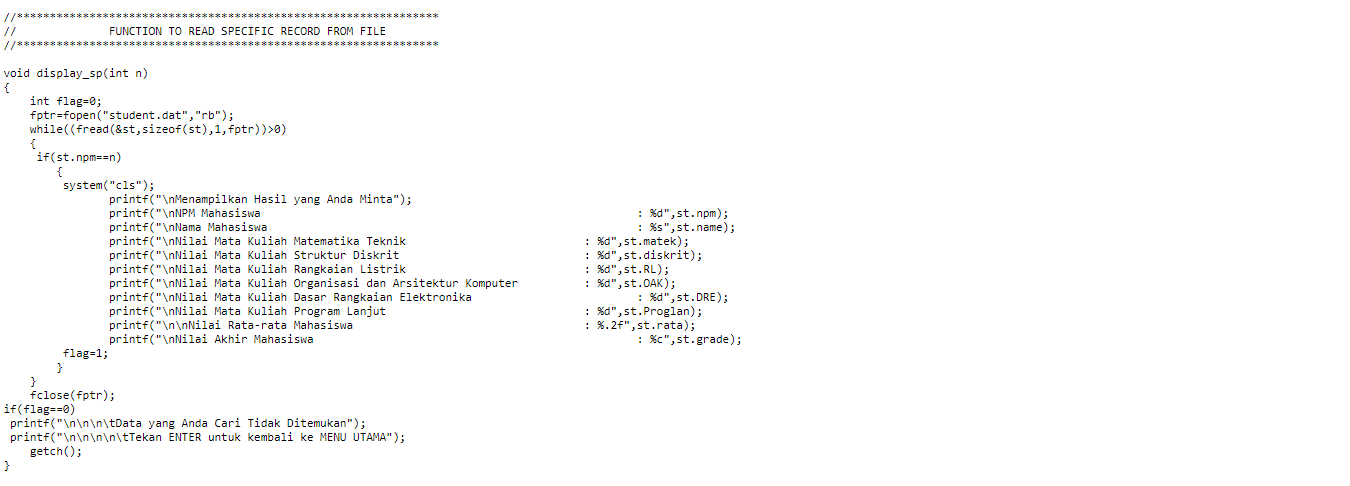 //****************************************************************
//              FUNCTION TO READ SPECIFIC RECORD FROM FILE
//****************************************************************
void display_sp(int n)
{
    int flag=0;
    fptr=fopen("student.dat","rb");
    while((fread(&st,sizeof(st),1,fptr))>0)
    {
     if(st.npm==n)
        {
         system("cls");
                printf("\nMenampilkan Hasil yang Anda Minta");
                printf("\nNPM Mahasiswa                                                         : %d",st.npm);
                printf("\nNama Mahasiswa                                                        : %s",st.name);
                printf("\nNilai Mata Kuliah Matematika Teknik                           : %d",st.matek);
                printf("\nNilai Mata Kuliah Struktur Diskrit                            : %d",st.diskrit);
                printf("\nNilai Mata Kuliah Rangkaian Listrik                           : %d",st.RL);
                printf("\nNilai Mata Kuliah Organisasi dan Arsitektur Komputer          : %d",st.OAK);
                printf("\nNilai Mata Kuliah Dasar Rangkaian Elektronika                           : %d",st.DRE);
                printf("\nNilai Mata Kuliah Program Lanjut                              : %d",st.Proglan);
                printf("\n\nNilai Rata-rata Mahasiswa                                   : %.2f",st.rata);
                printf("\nNilai Akhir Mahasiswa                                                 : %c",st.grade);
         flag=1;
        }
    }
    fclose(fptr);
if(flag==0)
 printf("\n\n\n\tData yang Anda Cari Tidak Ditemukan");
 printf("\n\n\n\n\tTekan ENTER untuk kembali ke MENU UTAMA");
    getch();
}